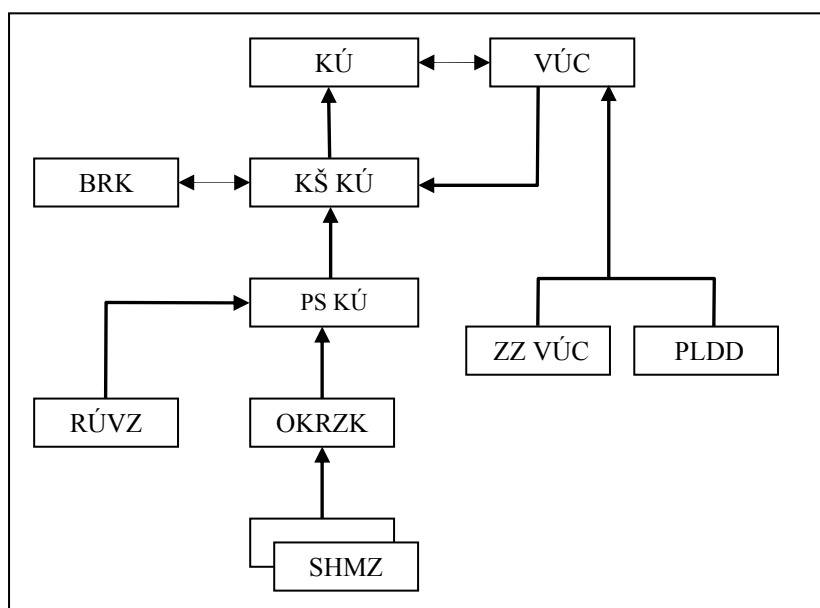 KÚ
VÚC
BRK
KŠ KÚ
PS KÚ
ZZ VÚC
PLDD
RÚVZ
OKRZK
SHMZ